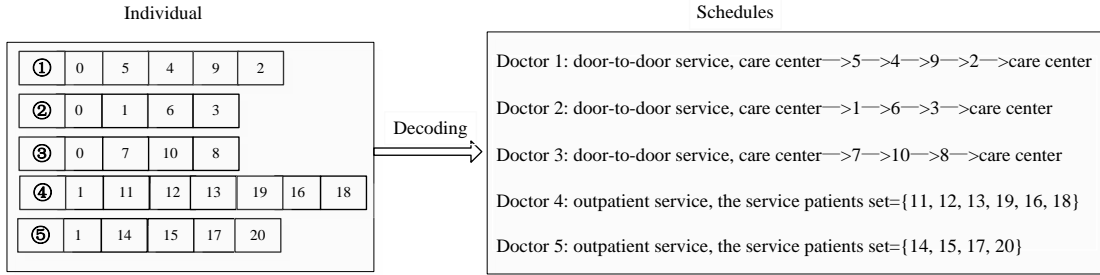 Individual
Schedules
① 0 5 4 9 2
② 0 1 6 3
③ 0 7 10 8
④ 1 11 12 13 19 16 18
⑤ 1 14 15 17 20
Decoding
Doctor 1: door-to-door service, care center—>5—>4—>9—>2—>care center
Doctor 2: door-to-door service, care center—>1—>6—>3—>care center
Doctor 3: door-to-door service, care center—>7—>10—>8—>care center
Doctor 4: outpatient service, the service patients set={11, 12, 13, 19, 16, 18}
Doctor 5: outpatient service, the service patients set={14, 15, 17, 20}